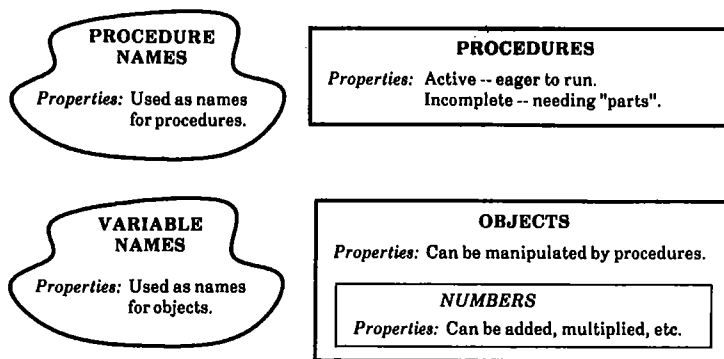 PROCEDURE
NAMES
Properties: Used as names
for procedures.
PROCEDURES
Properties: Active -- eager to run.
Incomplete -- needing "parts".
VARIABLE
NAMES
Properties: Used as names
for objects.
OBJECTS
Properties: Can be manipulated by procedures.
NUMBERS
Properties: Can be added, multiplied, etc.